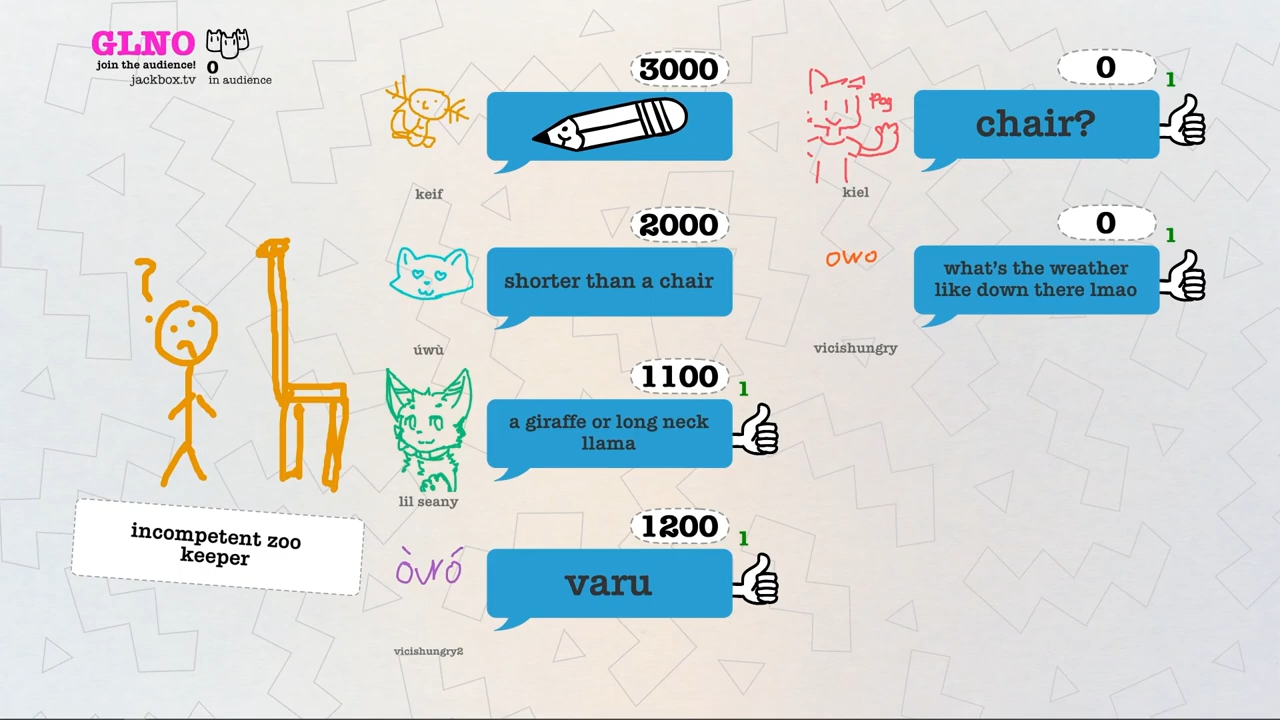 GLNO
join the audience!
jackbox.tv
0
in audience
?
incompetent zoo
keeper
3000
keif
2000
shorter than a chair
úwù
1100
1
a giraffe or long neck
llama
lil seany
1200
1
òvró
varu
vicishungry2
0
1
Pog
chair?
kiel
0
1
owo
what's the weather
like down there lmao
vicishungry